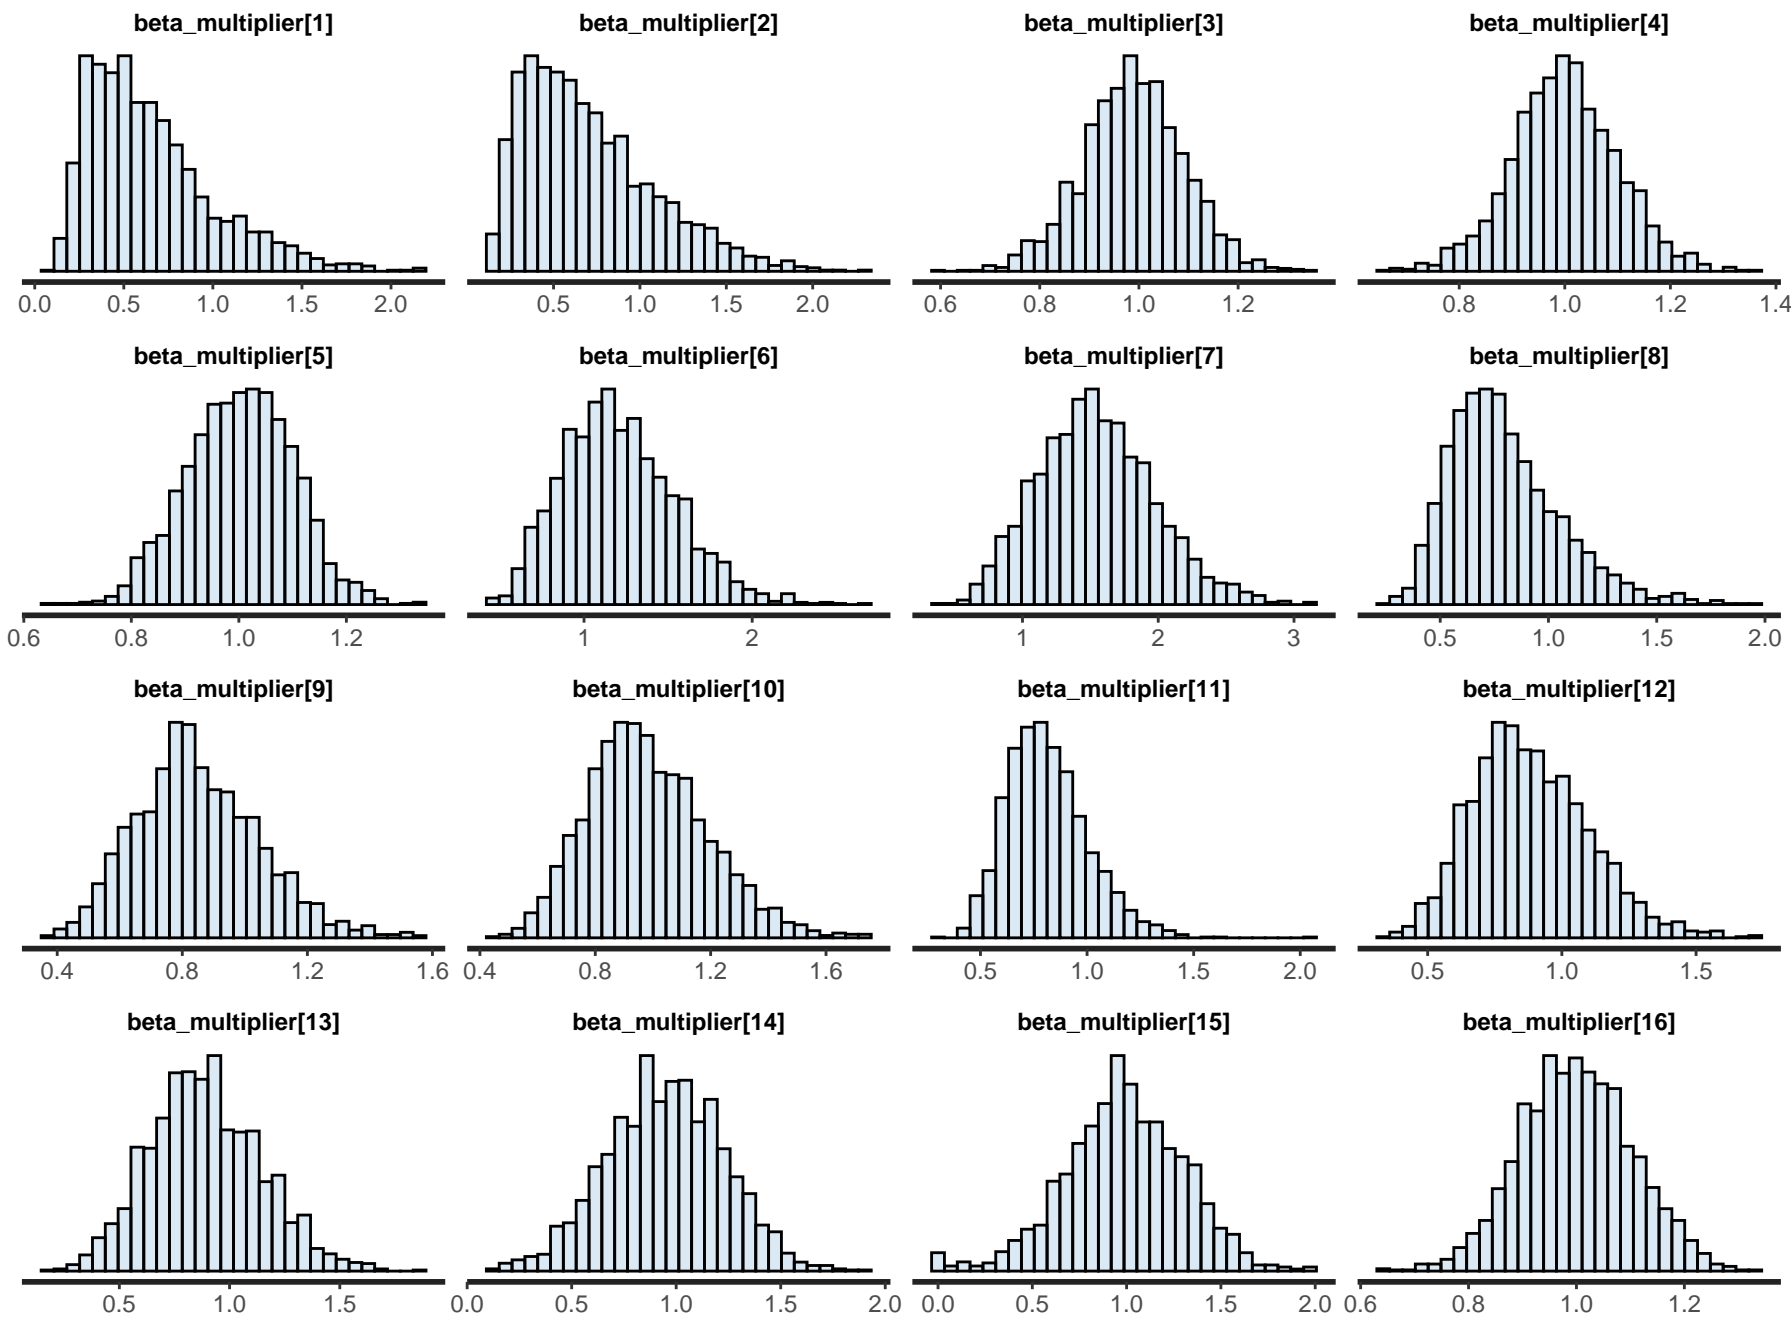 beta_multiplier[1] beta_multiplier[2] beta_multiplier[3] beta_multiplier[4]
0.0 0.5 1.0 1.5 2.0 0.5 1.0 1.5 2.0 0.6 0.8 1.0 1.2 0.8 1.0 1.2 1.4
beta_multiplier[5] beta_multiplier[6] beta_multiplier[7] beta_multiplier[8]
0.6 0.8 1.0 1.2 1 2 1 2 3 0.5 1.0 1.5 2.0
beta_multiplier[9] beta_multiplier[10] beta_multiplier[11] beta_multiplier[12]
0.4 0.8 1.2 1.6 0.4 0.8 1.2 1.6 0.5 1.0 1.5 2.0 0.5 1.0 1.5
beta_multiplier[13] beta_multiplier[14] beta_multiplier[15] beta_multiplier[16]
0.5 1.0 1.5 0.0 0.5 1.0 1.5 2.0 0.0 0.5 1.0 1.5 2.0 0.6 0.8 1.0 1.2